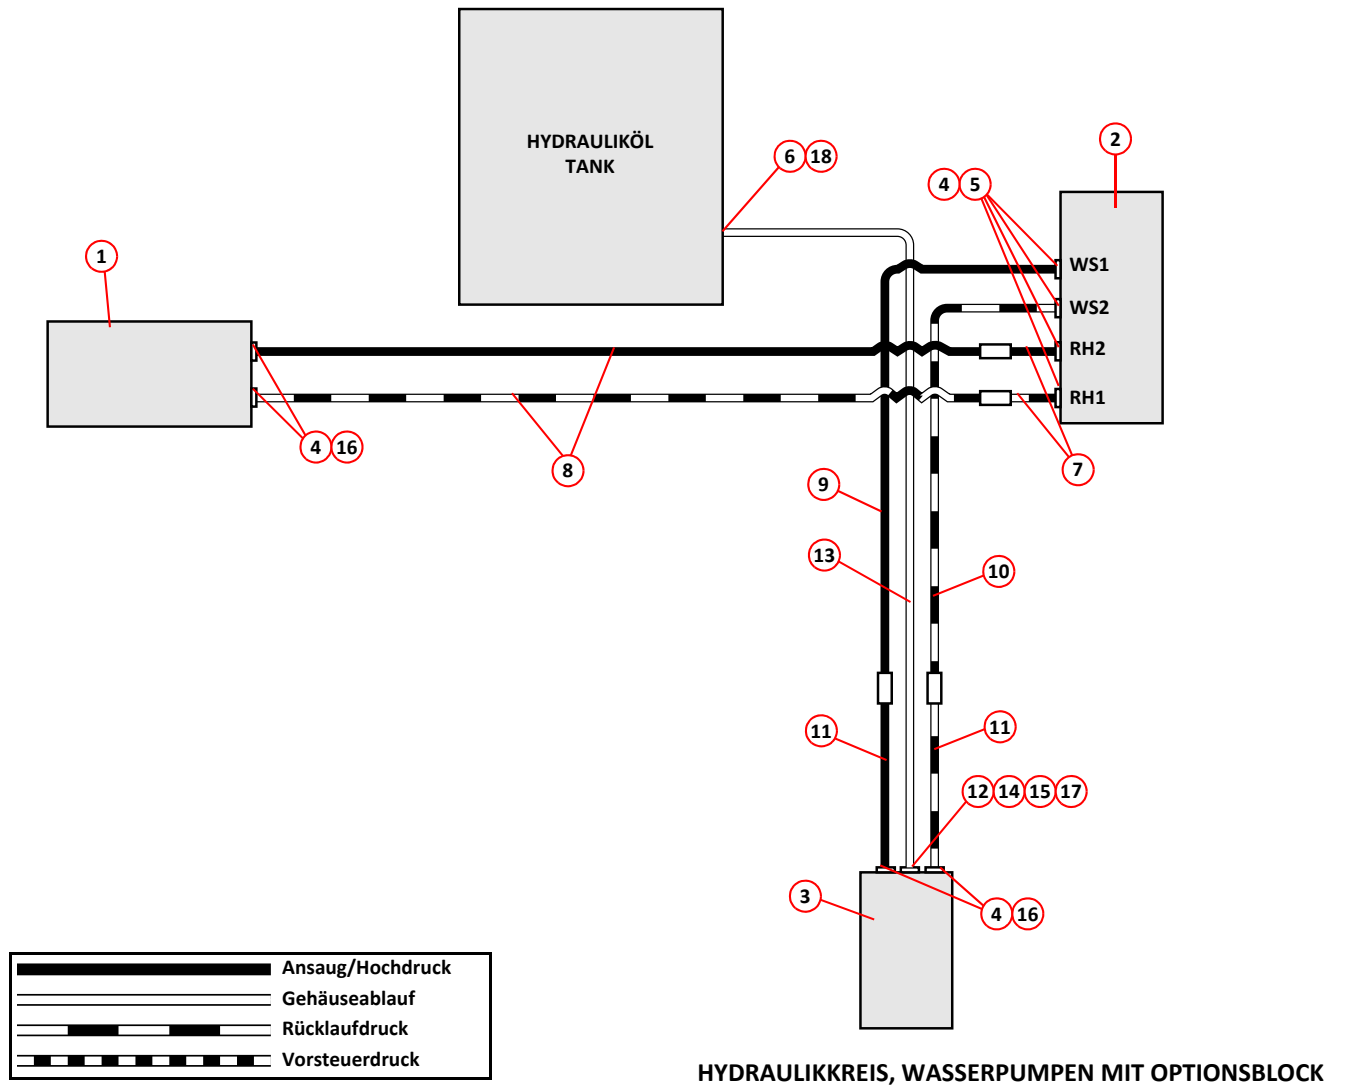 HYDRAULIKÖL
TANK
6 18
2
4 5
1
WS1
WS2
RH2
RH1
4 16
8
7
9
13
10
11
11
12 14 15 17
3
4 16
Ansaug/Hochdruck
Gehäuseablauf
Rücklaufdruck
Vorsteuerdruck
HYDRAULIKKREIS, WASSERPUMPEN MIT OPTIONSBLOCK